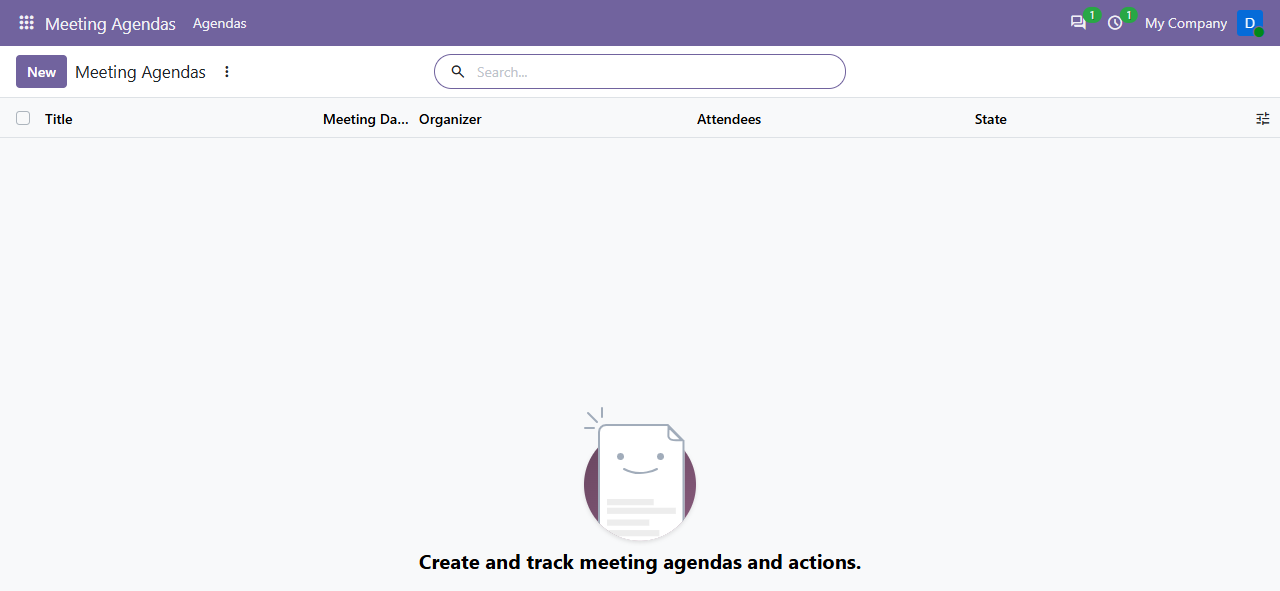 Meeting Agendas Agendas 1 1 My Company D
New Meeting Agendas Search...
Title Meeting Da... Organizer Attendees State
Create and track meeting agendas and actions.